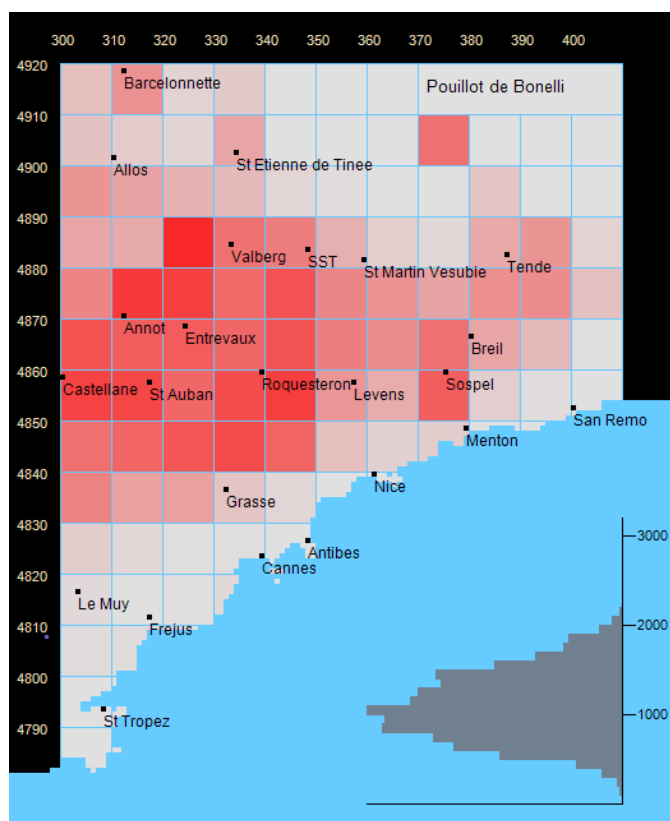 300 310 320 330 340 350 360 370 380 390 400
4920
Barcelonnette
Pouillot de Bonelli
4910
4900
Allos
St Etienne de Tinee
4890
Valberg
SST
St Martin Vesubie
Tende
4880
4870
Annot
Entrevaux
Breil
4860
Castellane
St Auban
Roquesteron
Levens
Sospel
4850
San Remo
Menton
4840
Grasse
Nice
4830
3000
Antibes
Cannes
4820
Le Muy
Frejus
2000
4810
4800
St Tropez
1000
4790